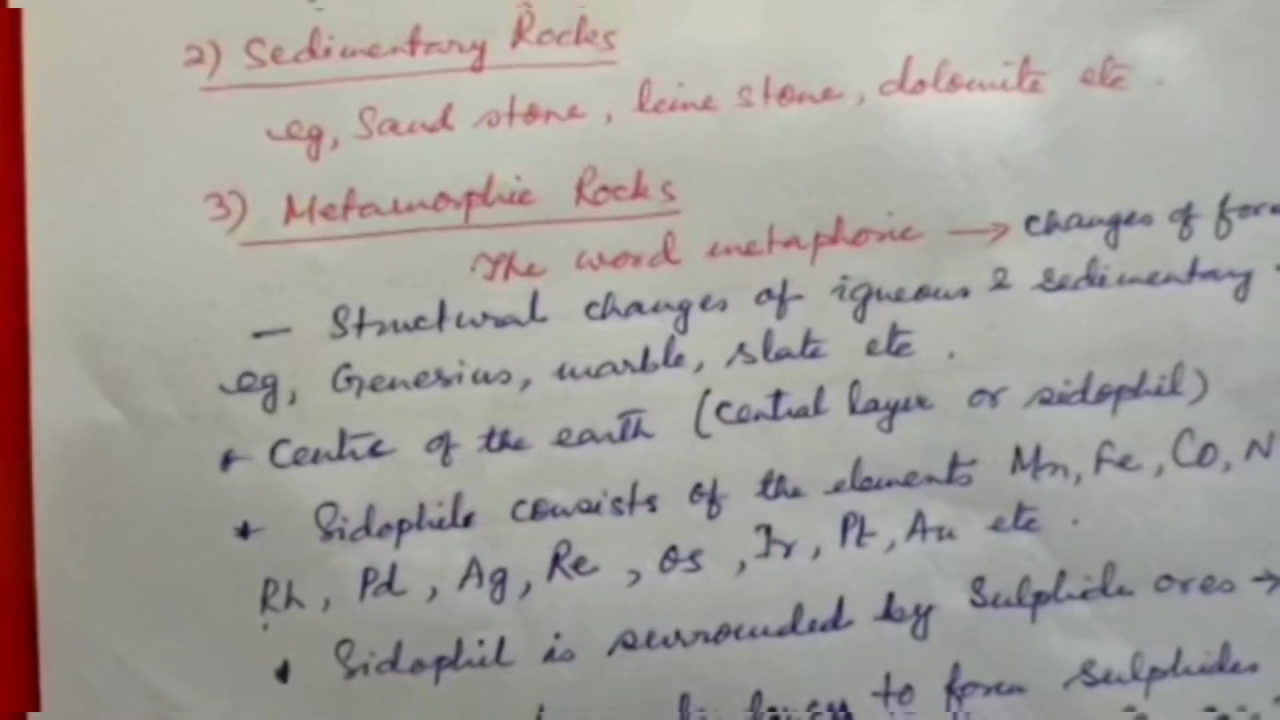 2) Sedimentary Rocks
eg, Sand stone, leine stone, dolomite etc.
3) Metamorphic Rocks
The word metaphoric → changes of for
- Structural changes of igneous & sedimentary
eg, Genesius, marble, slate etc.
* Centre of the earth (central layer or sidophil)
* Sidophile consists of the elements Mn, Fe, Co, N
Rh, Pd, Ag, Re, Os, Ir, Pt, Au etc.
Sidophil is surrounded by Sulphide ores →
to form sulphides